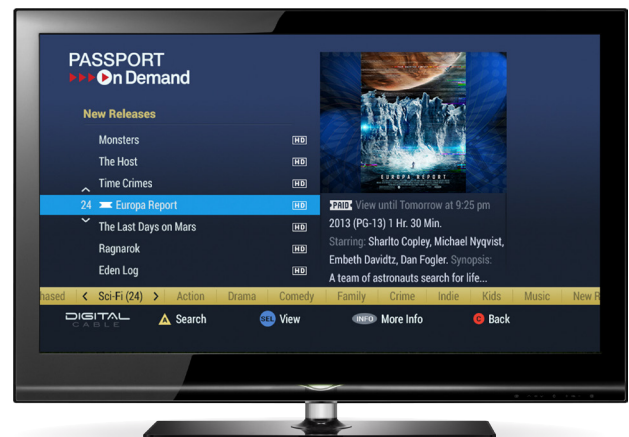 PASSPORT
On Demand
New Releases
Monsters HD
The Host HD
Time Crimes HD
24 Europa Report HD
The Last Days on Mars HD
Ragnarok HD
Eden Log HD
EUROPA REPORT
PAID View until Tomorrow at 9:25 pm
2013 (PG-13) 1 Hr. 30 Min.
Starring: Sharlto Copley, Michael Nyqvist,
Embeth Davidtz, Dan Fogler. Synopsis:
A team of astronauts search for life...
hased < Sci-Fi (24) > Action Drama Comedy Family Crime Indie Kids Music New R
DIGITAL
CABLE
A Search SEL View INFO More Info C Back